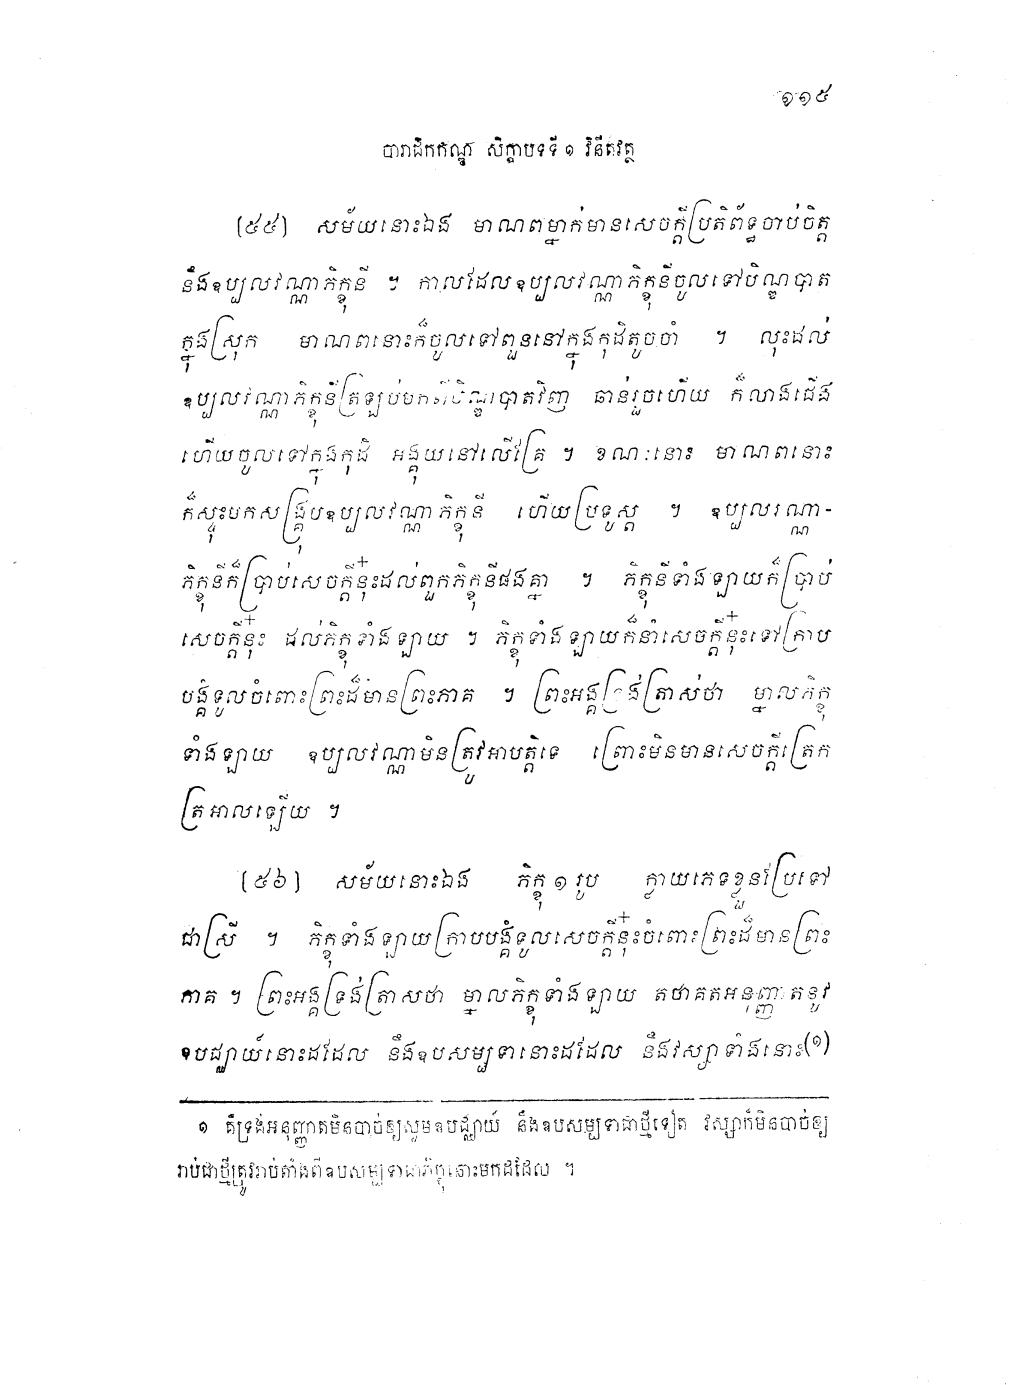 ១១៥
បារាជិកកណ្ឌ សិក្ខាបទទី ១ វិនីតវត្ថុ
(៥៥) សម័យនោះឯង មាណពម្នាក់មានសេចក្តីប្រតិព័ទ្ធចាប់ចិត្ត
នឹងឧប្បលវណ្ណាភិក្ខុនី ។ កាលដែលឧប្បលវណ្ណាភិក្ខុនីចូលទៅបិណ្ឌបាត
ក្នុងស្រុក មាណពនោះក៏ចូលទៅពួននៅក្នុងកុដិតូចចាំ ។ លុះដល់
ឧប្បលវណ្ណាភិក្ខុនីត្រឡប់មកពីបិណ្ឌបាតវិញ ឆាន់រួចហើយ ក៏លាងជើង
ហើយចូលទៅក្នុងកុដិ អង្គុយនៅលើគ្រែ ។ ខណៈនោះ មាណពនោះ
ក៏ស្ទុះបកសង្គ្រុបឧប្បលវណ្ណាភិក្ខុនី ហើយប្រទូស្ត ។ ឧប្បលវណ្ណា-
ភិក្ខុនីក៏ប្រាប់សេចក្តីនុ៎ះដល់ពួកភិក្ខុនីផងគ្នា ។ ភិក្ខុនីទាំងឡាយក៏ប្រាប់
សេចក្តីនុ៎ះ ដល់ភិក្ខុទាំងឡាយ ។ ភិក្ខុទាំងឡាយក៏នាំសេចក្តីនុ៎ះទៅក្រាប
បង្គំទូលចំពោះព្រះដ៏មានព្រះភាគ ។ ព្រះអង្គទ្រង់ត្រាស់ថា ម្នាលភិក្ខុ
ទាំងឡាយ ឧប្បលវណ្ណាមិនត្រូវអាបត្តិទេ ព្រោះមិនមានសេចក្តីត្រេក
ត្រអាលឡើយ ។
(៥៦) សម័យនោះឯង ភិក្ខុ ១ រូប ក្លាយភេទខ្លួនប្រែទៅ
ជាស្រី ។ ភិក្ខុទាំងឡាយក្រាបបង្គំទូលសេចក្តីនុ៎ះចំពោះព្រះដ៏មានព្រះ
ភាគ ។ ព្រះអង្គទ្រង់ត្រាសថា ម្នាលភិក្ខុទាំងឡាយ តថាគតអនុញ្ញាតនូវ
ឧបជ្ឈាយ៍នោះដដែល នឹងឧបសម្បទានោះដដែល នឹងវស្សាទាំងនោះ(១)
១ គឺទ្រង់អនុញ្ញាតមិនបាច់ឲ្យសូមឧបជ្ឈាយ៍ នឹងឧបសម្បទាជាថ្មីទៀត វស្សាក៏មិនបាច់ឲ្យ
រាប់ជាថ្មីត្រូវរាប់តាំងពីឧបសម្បទាជាភិក្ខុនោះមកដដែល ។